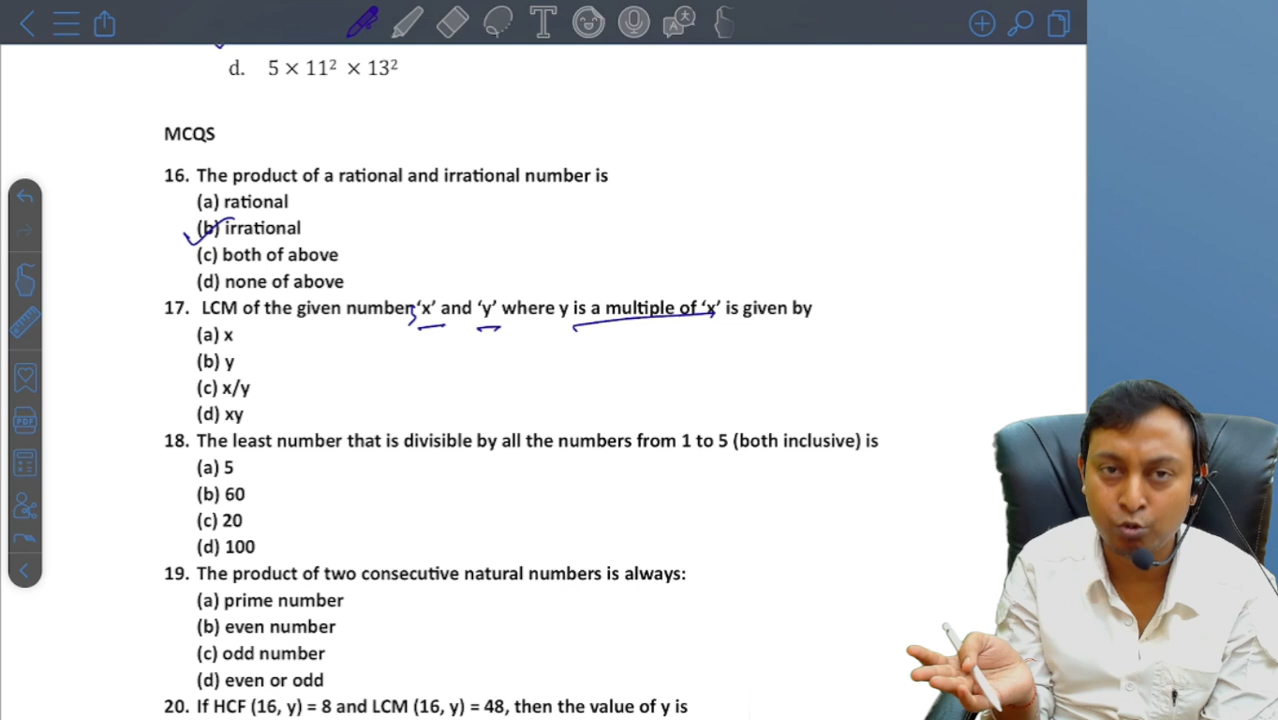 d. 5 × 11² × 13²
MCQS
16. The product of a rational and irrational number is
(a) rational
(b) irrational
(c) both of above
(d) none of above
17. LCM of the given number ‘x’ and ‘y’ where y is a multiple of ‘x’ is given by
(a) x
(b) y
(c) x/y
(d) xy
18. The least number that is divisible by all the numbers from 1 to 5 (both inclusive) is
(a) 5
(b) 60
(c) 20
(d) 100
19. The product of two consecutive natural numbers is always:
(a) prime number
(b) even number
(c) odd number
(d) even or odd
20. If HCF (16, y) = 8 and LCM (16, y) = 48, then the value of y is